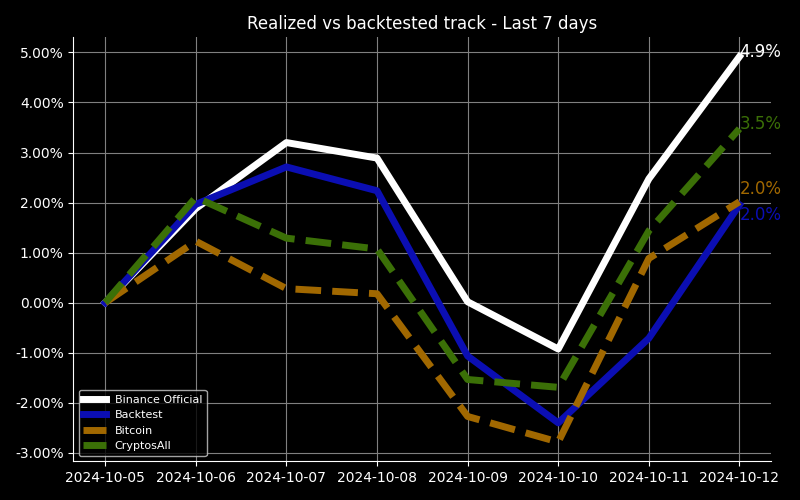 Realized vs backtested track - Last 7 days
5.00%
4.00%
3.00%
2.00%
1.00%
0.00%
-1.00%
-2.00%
-3.00%
4.9%
3.5%
2.0%
2.0%
Binance Official
Backtest
Bitcoin
CryptosAll
2024-10-05 2024-10-06 2024-10-07 2024-10-08 2024-10-09 2024-10-10 2024-10-11 2024-10-12